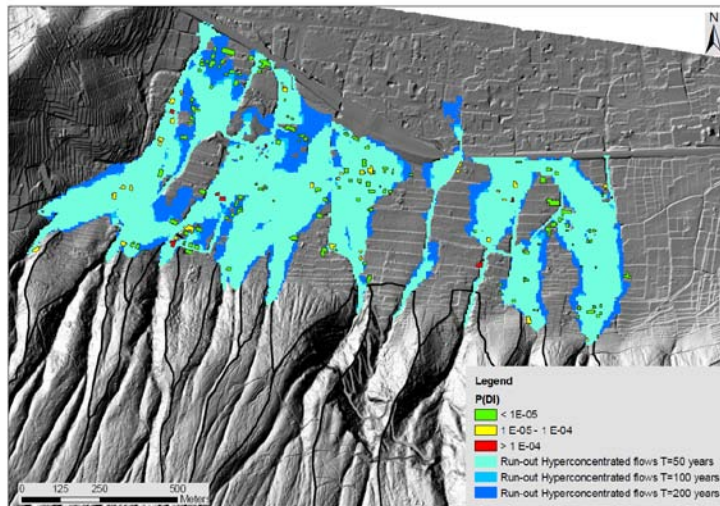 N
Legend
P(DI)
< 1E-05
1 E-05 - 1 E-04
> 1 E-04
Run-out Hyperconcentrated flows T=50 years
Run-out Hyperconcentrated flows T=100 years
Run-out Hyperconcentrated flows T=200 years
0 125 250 500
Meters